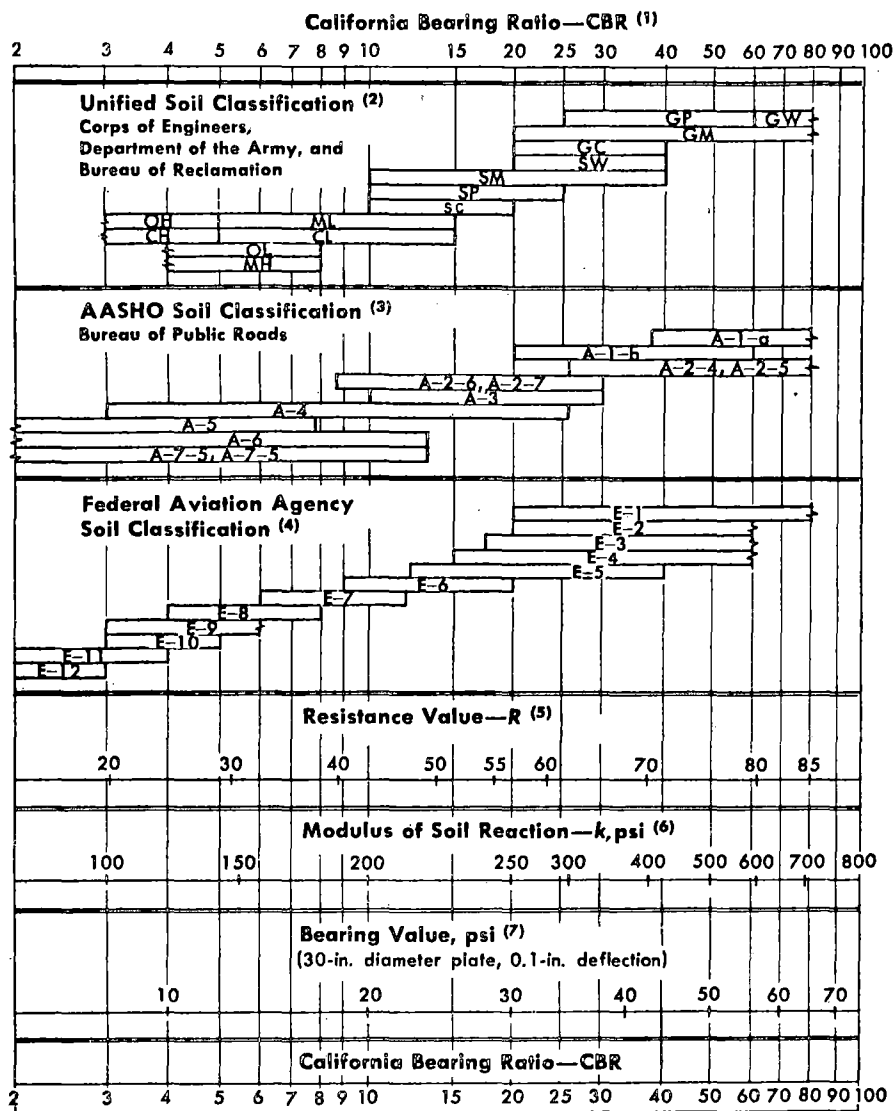 California Bearing Ratio—CBR (1)
2 3 4 5 6 7 8 9 10 15 20 25 30 40 50 60 70 80 100
Unified Soil Classification (2)
Corps of Engineers,
Department of the Army, and
Bureau of Reclamation
GP GW
GM
GC
SW
SM
SP
SC
OH ML
CH CL
OL
MH
AASHO Soil Classification (3)
Bureau of Public Roads
A-1-a
A-1-b
A-2-4, A-2-5
A-2-6, A-2-7
A-3
A-4
A-5
A-6
A-7-5, A-7-5
Federal Aviation Agency
Soil Classification (4)
E-1
E-2
E-3
E-4
E-5
E-6
E-7
E-8
E-9
E-10
E-11
E-12
Resistance Value—R (5)
20 30 40 50 55 60 70 80 85
Modulus of Soil Reaction—k, psi (6)
100 150 200 250 300 400 500 600 700 800
Bearing Value, psi (7)
(30-in. diameter plate, 0.1-in. deflection)
10 20 30 40 50 60 70
California Bearing Ratio—CBR
2 3 4 5 6 7 8 9 10 15 20 25 30 40 50 60 70 80 90 100